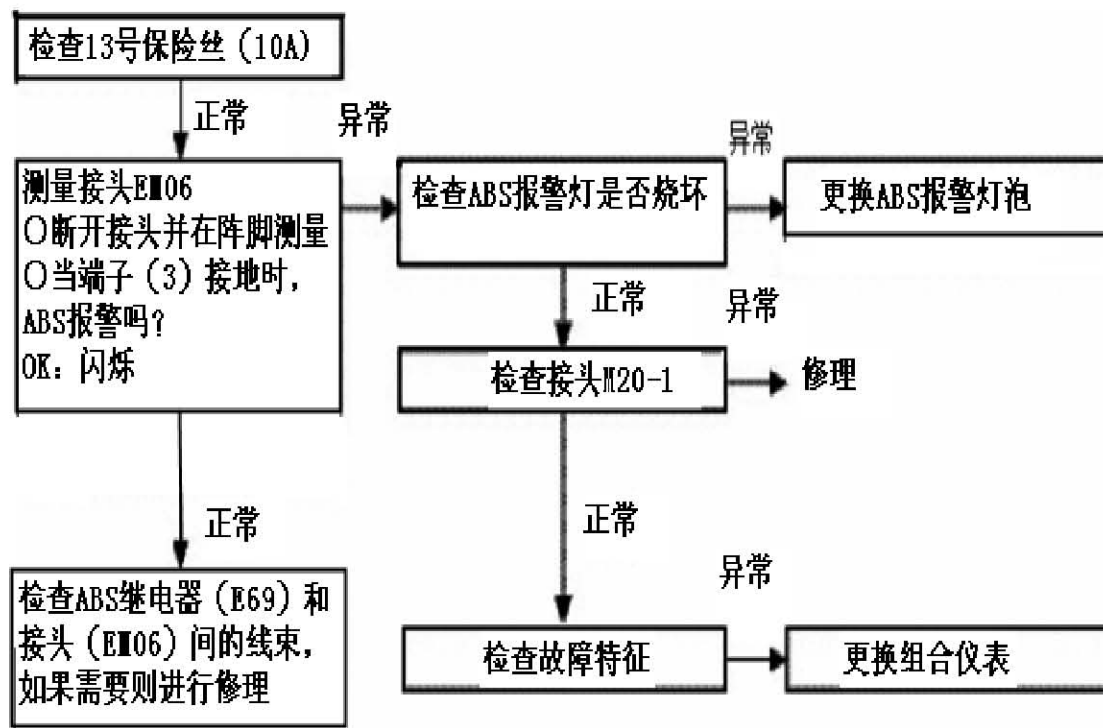 检查13号保险丝(10A)
正常
异常
测量接头EM06
○断开接头并在阵脚测量
○当端子(3)接地时,
ABS报警吗?
OK: 闪烁
检查ABS报警灯是否烧坏
异常
更换ABS报警灯泡
正常
异常
检查接头M20-1
修理
正常
检查ABS继电器(E69)和
接头(EM06)间的线束,
如果需要则进行修理
正常
异常
检查故障特征
更换组合仪表